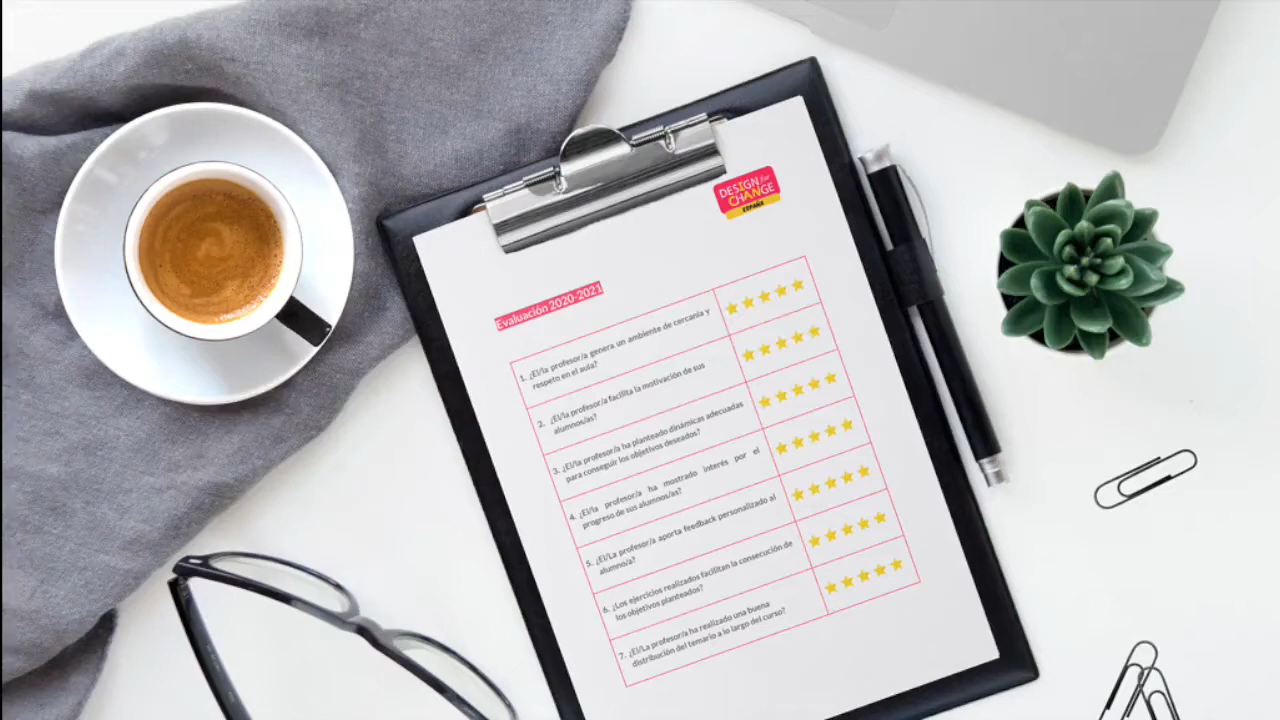 DESIGN for
CHANGE
ESPAÑA
Evaluación 2020-2021
1. ¿El/la profesor/a genera un ambiente de cercanía y
respeto en el aula?
2. ¿El/la profesor/a facilita la motivación de sus
alumnos/as?
3. ¿El/la profesor/a ha planteado dinámicas adecuadas
para conseguir los objetivos deseados?
4. ¿El/la profesor/a ha mostrado interés por el
progreso de sus alumnos/as?
5. ¿El/La profesor/a aporta feedback personalizado al
alumno/a?
6. ¿Los ejercicios realizados facilitan la consecución de
los objetivos planteados?
7. ¿El/La profesor/a ha realizado una buena
distribución del temario a lo largo del curso?